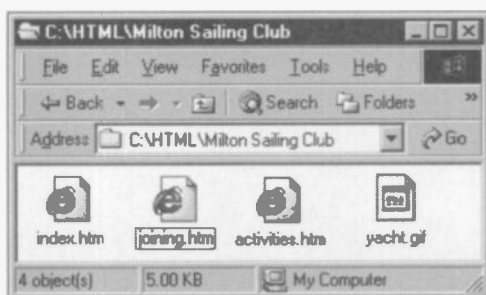 C:\HTML\Milton Sailing Club
File Edit View Favorites Tools Help
Back Search Folders »
Address C:\HTML\Milton Sailing Club Go
index.htm joining.htm activities.htm yacht.gif
4 object(s) 5.00 KB My Computer